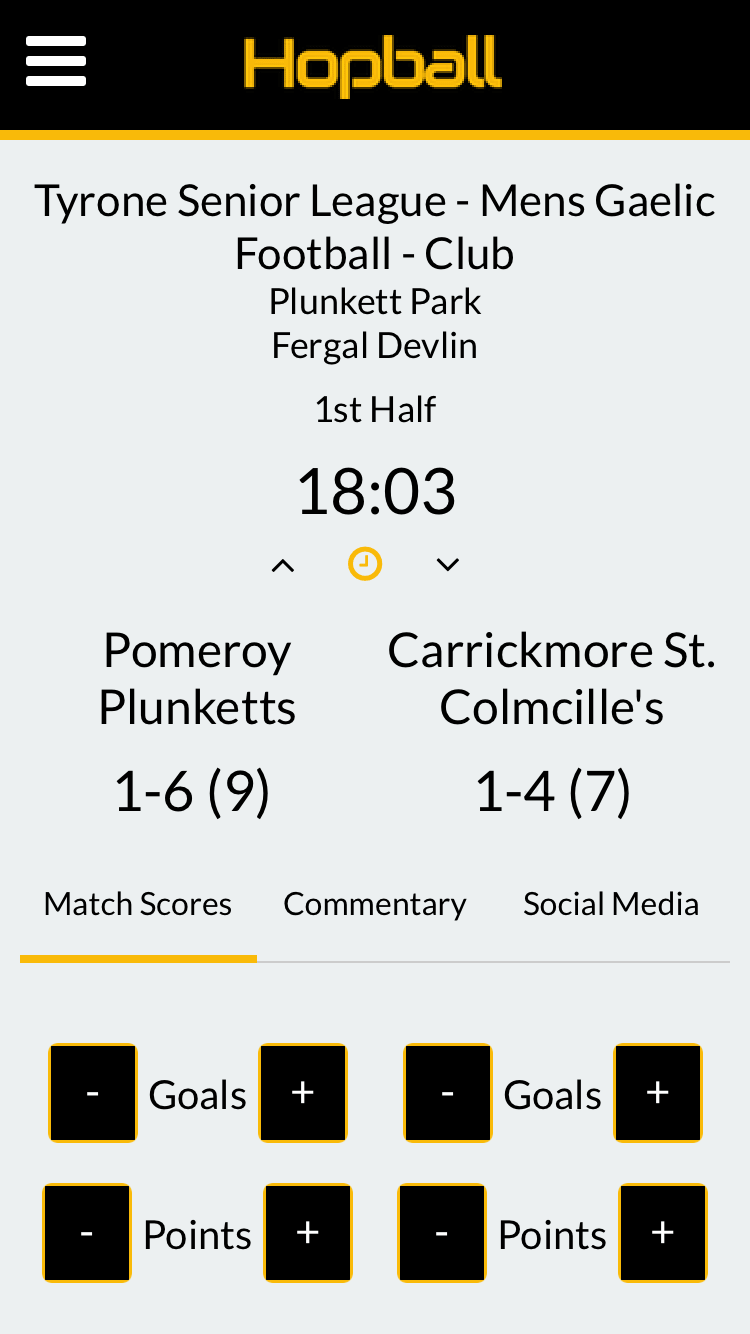 Hopball
Tyrone Senior League - Mens Gaelic
Football - Club
Plunkett Park
Fergal Devlin
1st Half
18:03
Pomeroy
Plunketts
Carrickmore St.
Colmcille's
1-6 (9)
1-4 (7)
Match Scores Commentary Social Media
- Goals + - Goals +
- Points + - Points +